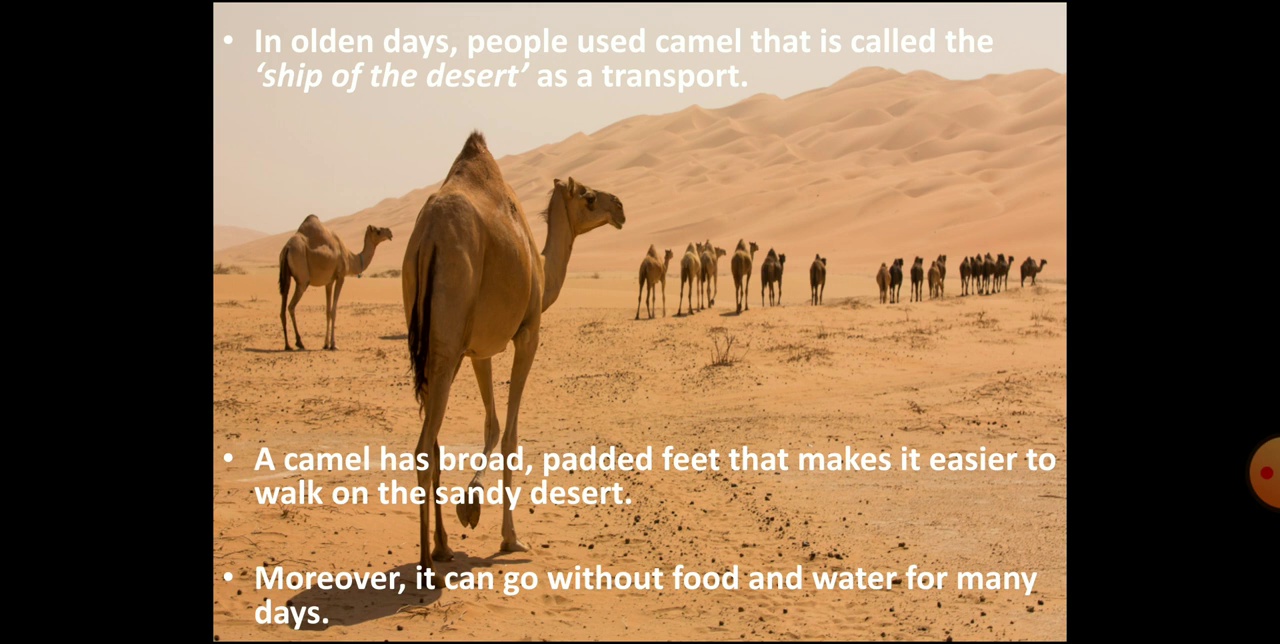 • In olden days, people used camel that is called the
‘ship of the desert’ as a transport.
• A camel has broad, padded feet that makes it easier to
walk on the sandy desert.
• Moreover, it can go without food and water for many
days.